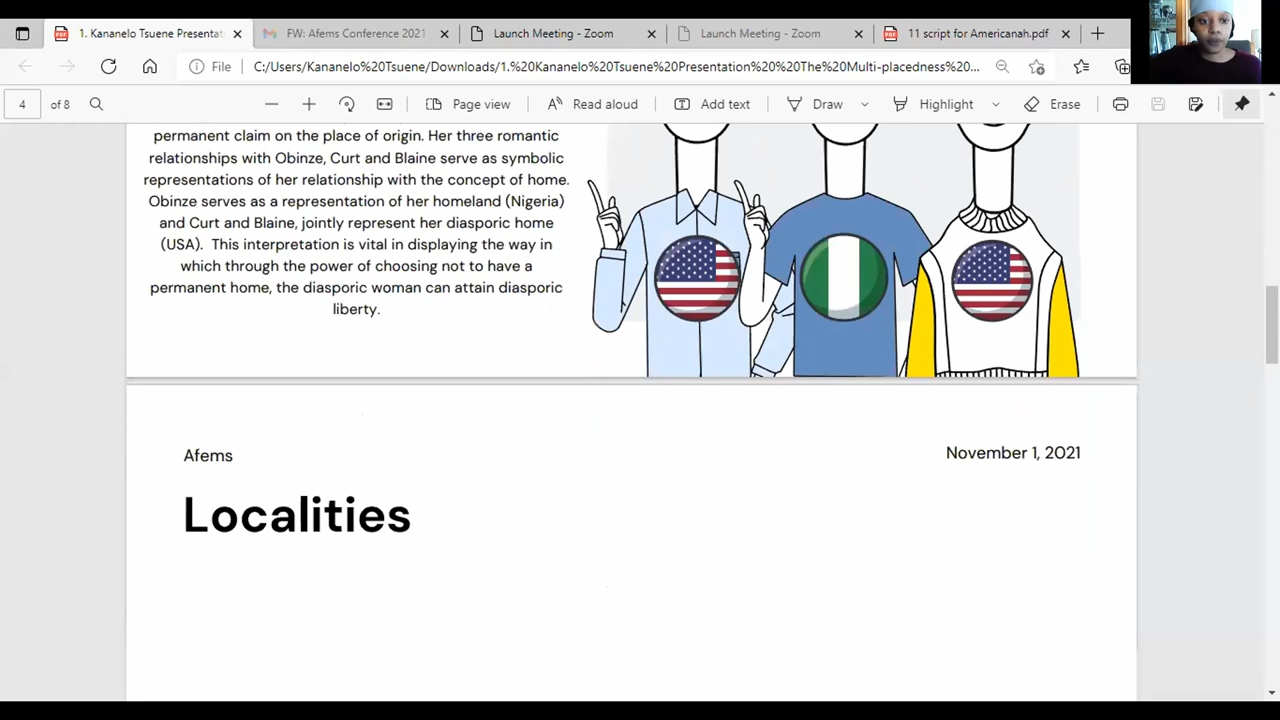 1. Kananelo Tsuene Presentat
FW: Afems Conference 2021
Launch Meeting - Zoom
Launch Meeting - Zoom
11 script for Americanah.pdf
File
C:/Users/Kananelo%20Tsuene/Downloads/1.%20Kananelo%20Tsuene%20Presentation%20%20The%20Multi-placedness%20...
4
of 8
Page view
Read aloud
Add text
Draw
Highlight
Erase
permanent claim on the place of origin. Her three romantic
relationships with Obinze, Curt and Blaine serve as symbolic
representations of her relationship with the concept of home.
Obinze serves as a representation of her homeland (Nigeria)
and Curt and Blaine, jointly represent her diasporic home
(USA). This interpretation is vital in displaying the way in
which through the power of choosing not to have a
permanent home, the diasporic woman can attain diasporic
liberty.
Afems
November 1, 2021
Localities